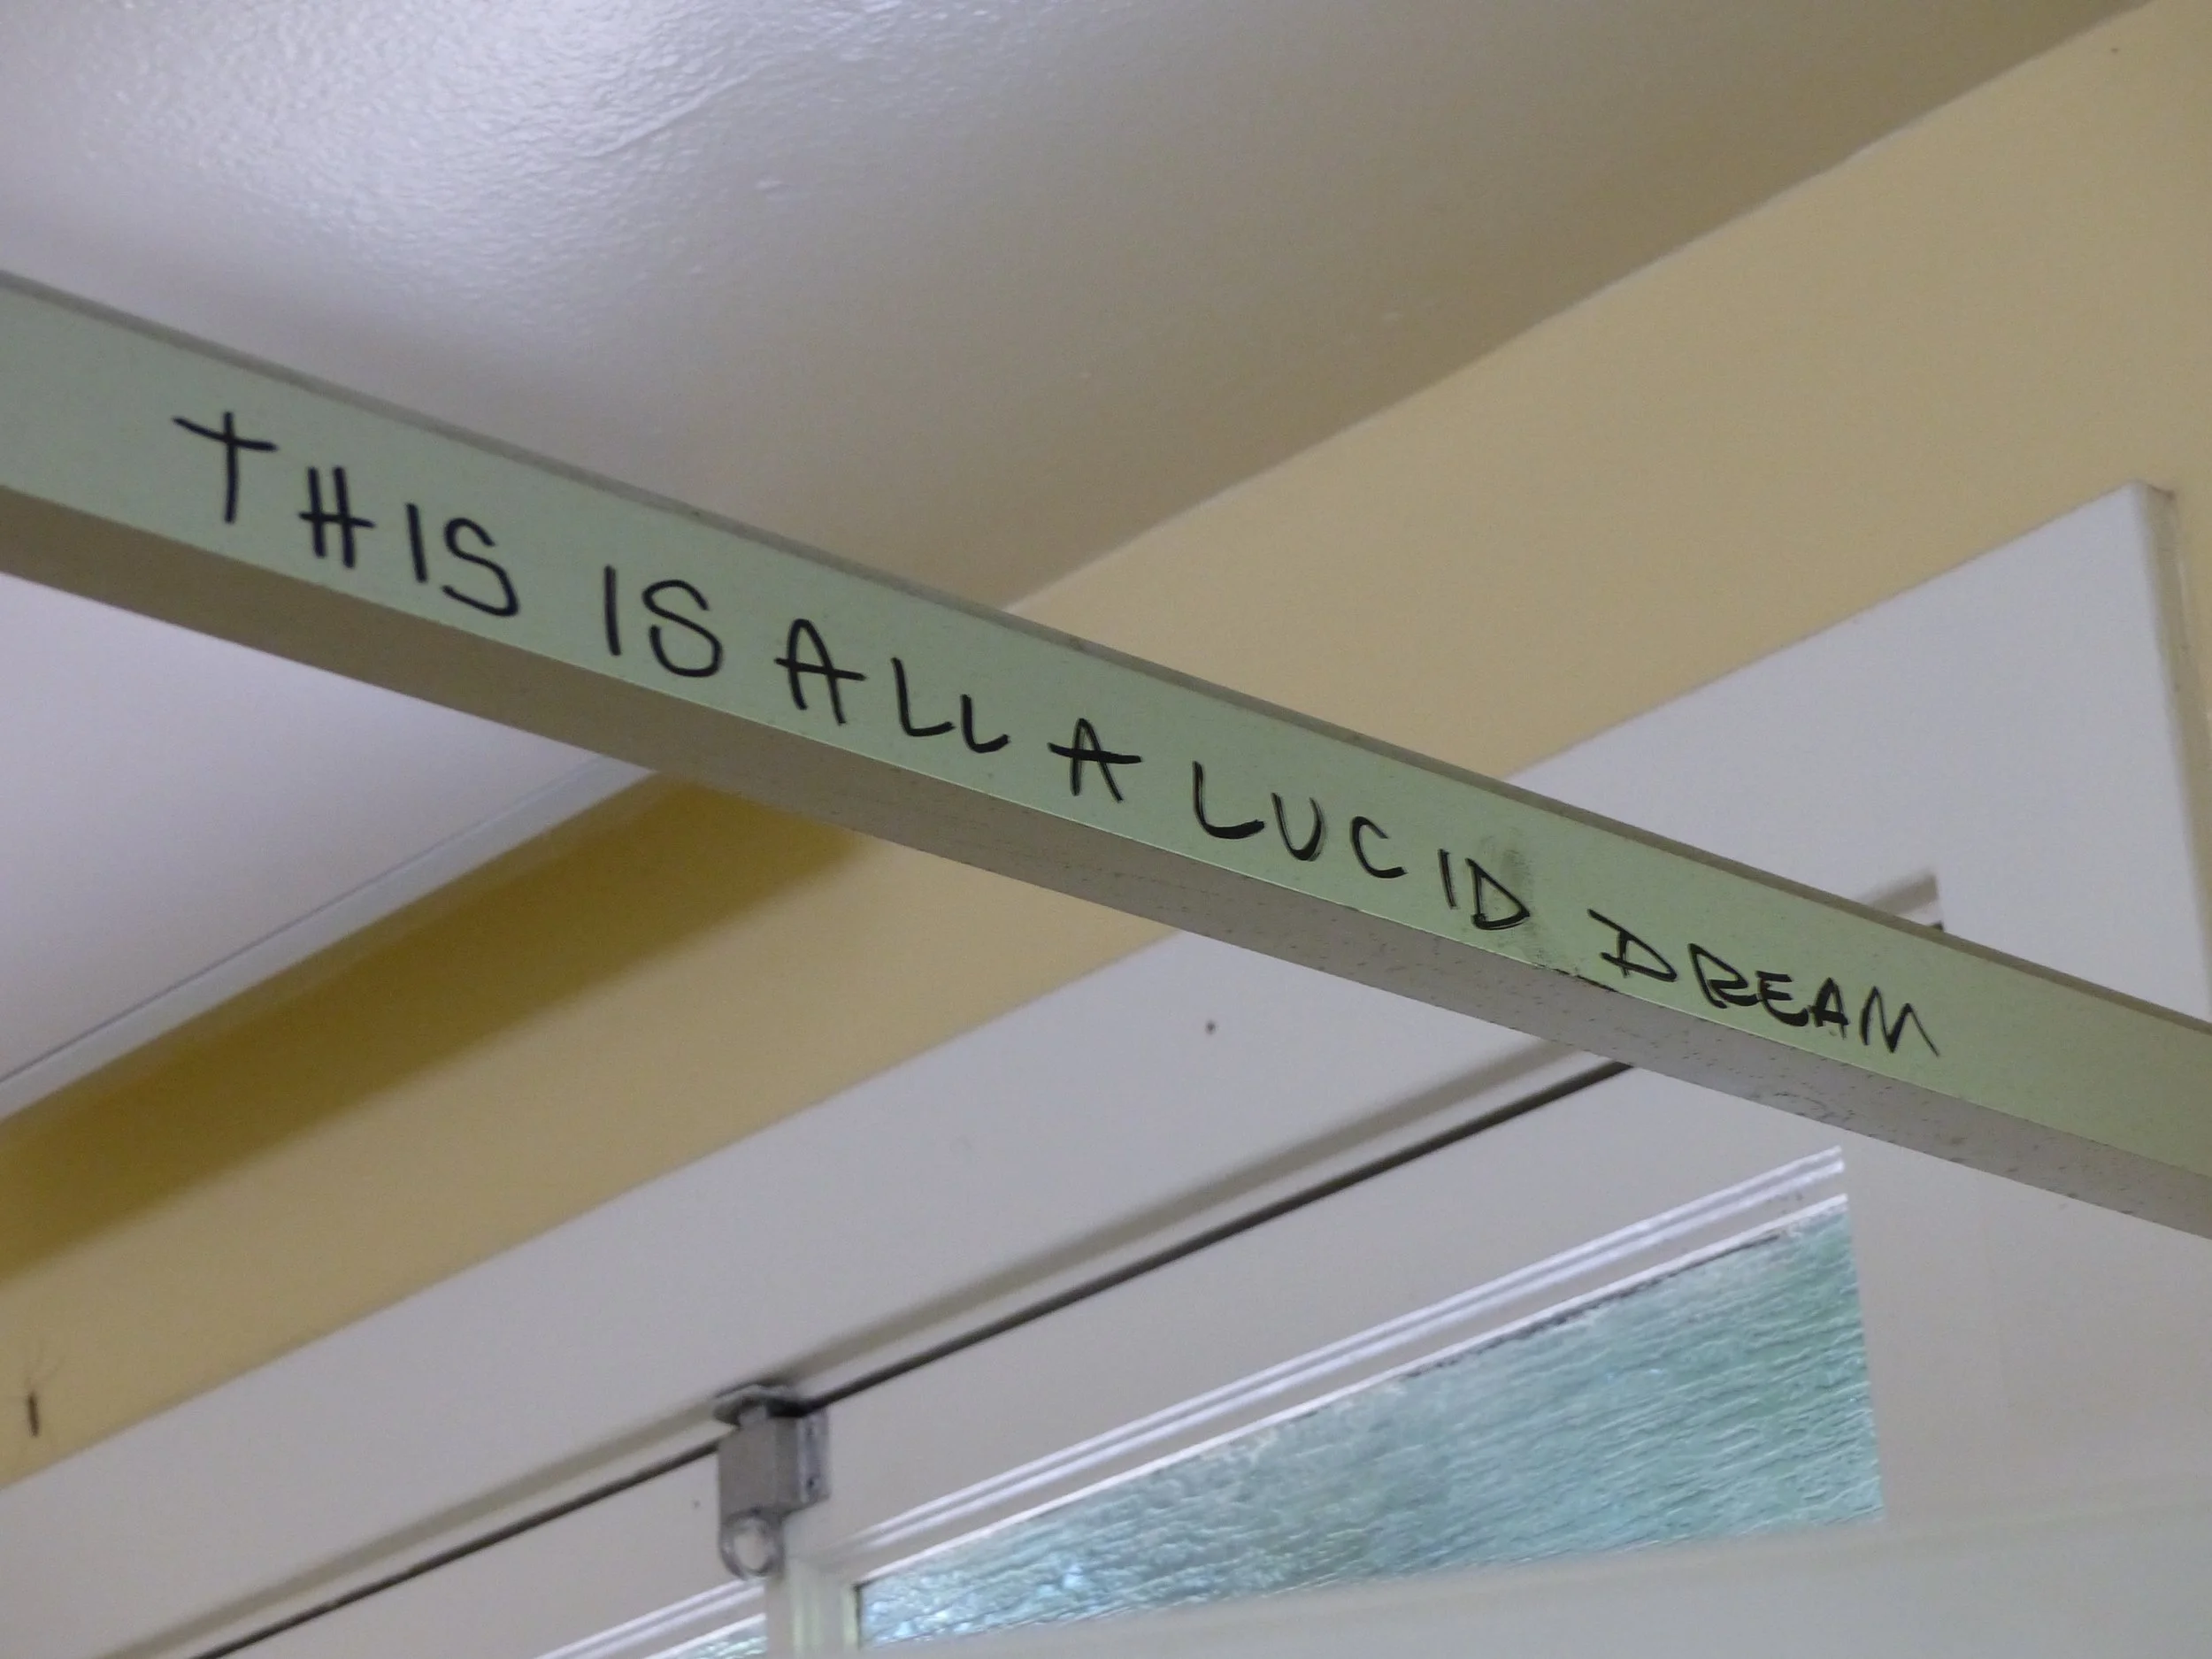 THIS IS ALL A LUCID DREAM